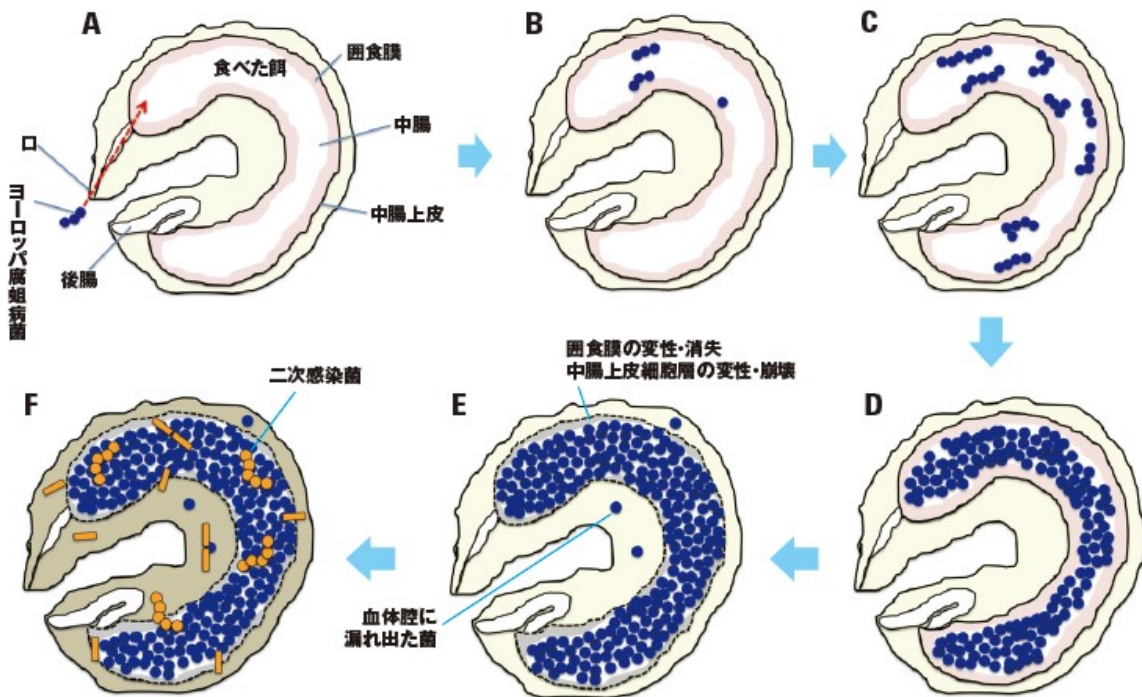 A
食べた餌
囲食膜
中腸
中腸上皮
口
ヨーロッパ腐蛆病菌
後腸
B
C
囲食膜の変性・消失
中腸上皮細胞層の変性・崩壊
二次感染菌
F
E
D
血体腔に
漏れ出た菌